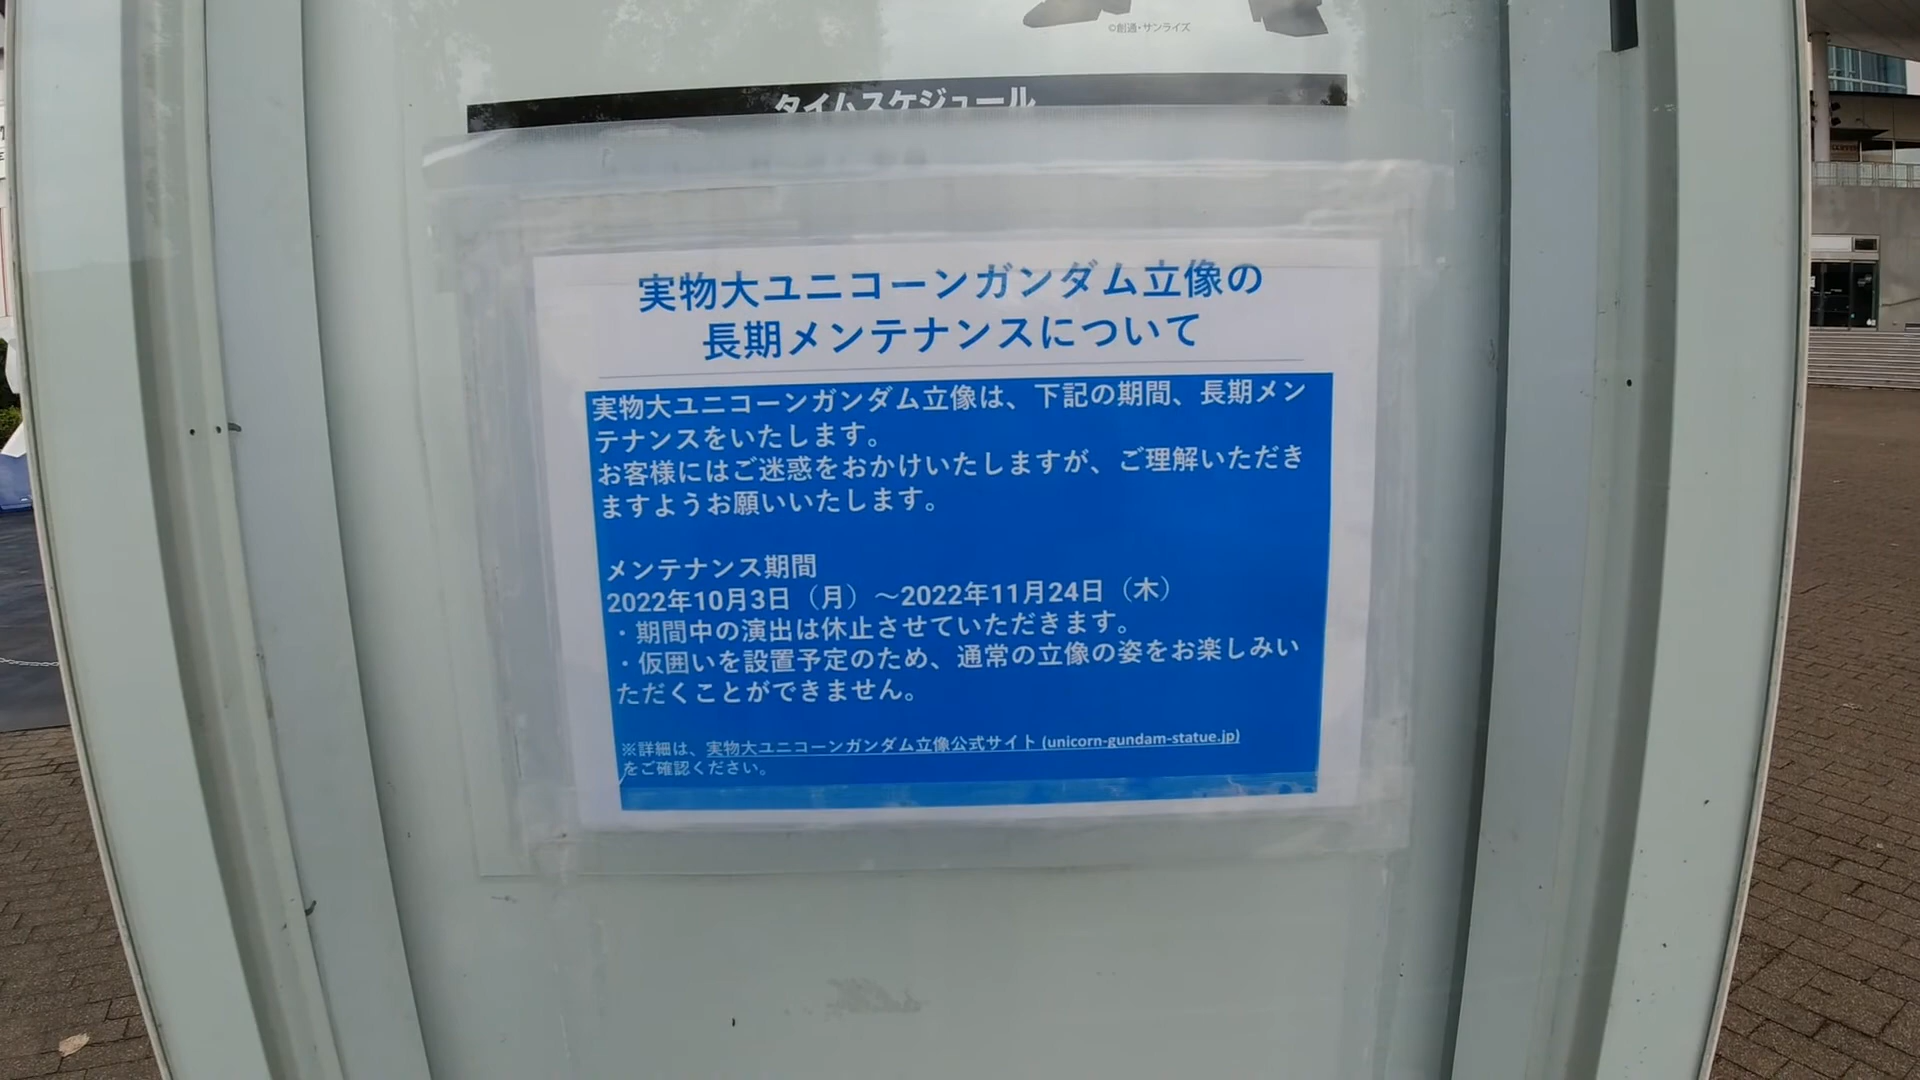 ©創通・サンライズ
タイムスケジュール
実物大ユニコーンガンダム立像の
長期メンテナンスについて
実物大ユニコーンガンダム立像は、下記の期間、長期メン
テナンスをいたします。
お客様にはご迷惑をおかけいたしますが、ご理解いただき
ますようお願いいたします。
メンテナンス期間
2022年10月3日（月）～2022年11月24日（木）
・期間中の演出は休止させていただきます。
・仮囲いを設置予定のため、通常の立像の姿をお楽しみい
ただくことができません。
※詳細は、実物大ユニコーンガンダム立像公式サイト (unicorn-gundam-statue.jp)
をご確認ください。